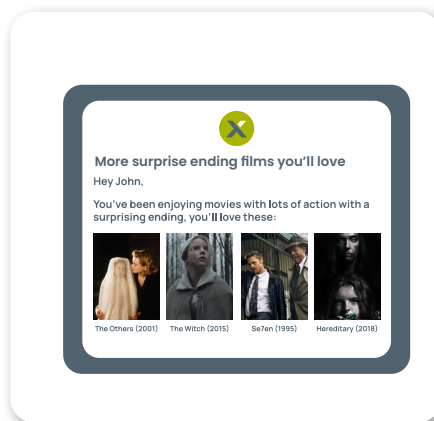 More surprise ending films you'll love
Hey John,
You've been enjoying movies with lots of action with a
surprising ending, you'll love these:
The Others (2001) The Witch (2015) Se7en (1995) Hereditary (2018)